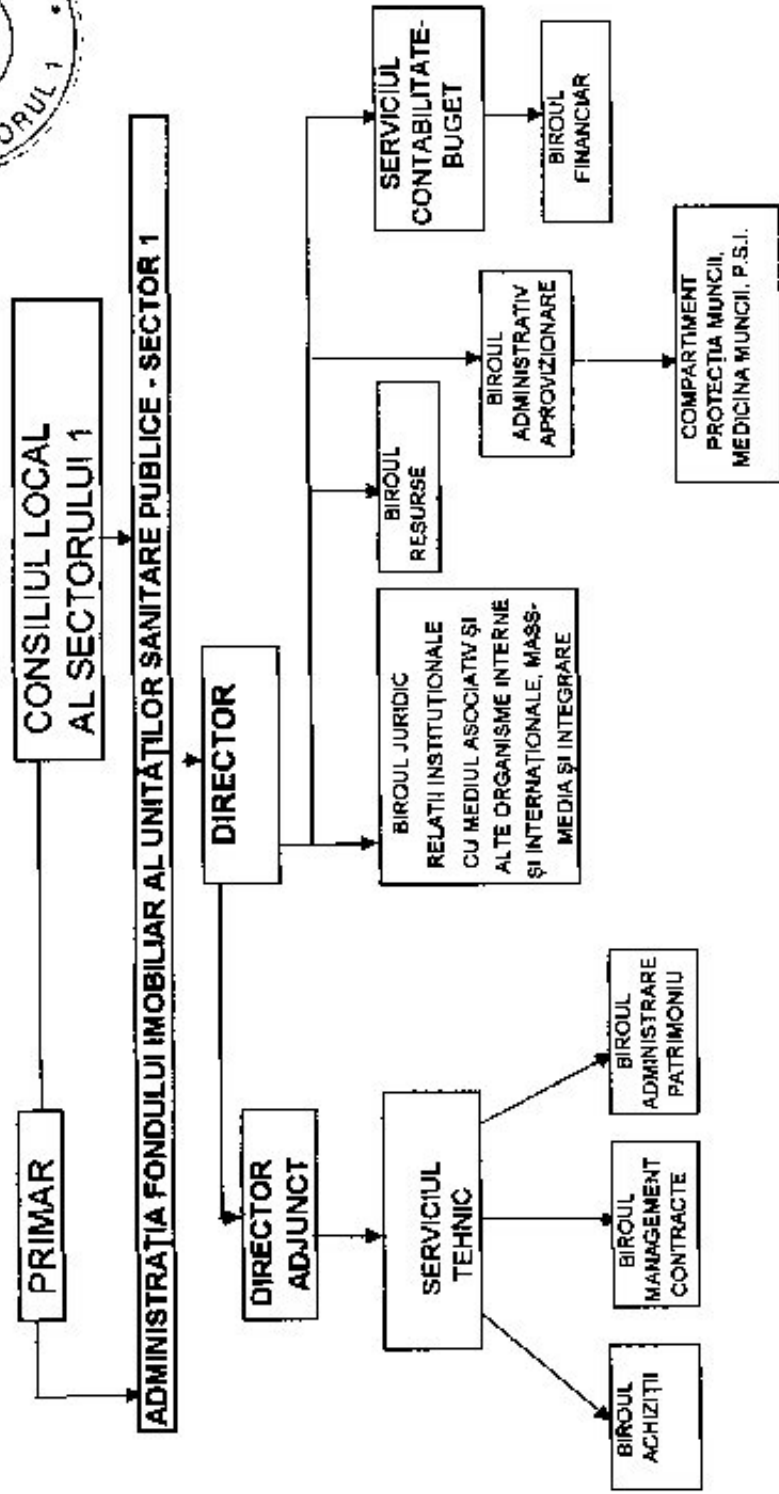 ORUL 1 *
PRIMAR
CONSILIUL LOCAL
AL SECTORULUI 1
ADMINISTRAȚIA FONDULUI IMOBILIAR AL UNITĂȚILOR SANITARE PUBLICE - SECTOR 1
DIRECTOR
DIRECTOR
ADJUNCT
SERVICIUL
TEHNIC
BIROUL
ACHIZIȚII
BIROUL
MANAGEMENT
CONTRACTE
BIROUL
ADMINISTRARE
PATRIMONIU
BIROUL JURIDIC
RELATII INSTITUȚIONALE
CU MEDIUL ASOCIATIV ȘI
ALTE ORGANISME INTERNE
ȘI INTERNAȚIONALE, MASS-
MEDIA ȘI INTEGRARE
BIROUL
RESURSE
BIROUL
ADMINISTRATIV
APROVIZIONARE
COMPARTIMENT
PROTECȚIA MUNCII,
MEDICINA MUNCII, P.S.I.
SERVICIUL
CONTABILITATE-
BUGET
BIROUL
FINANCIAR